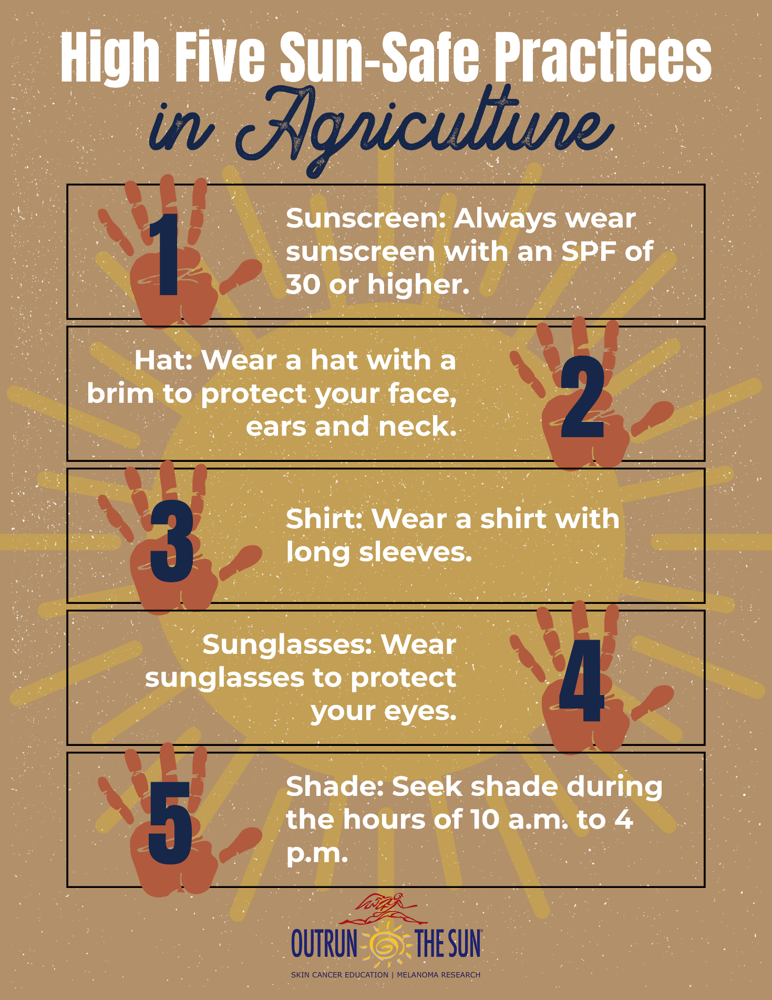 High Five Sun-Safe Practices
in Agriculture
1
Sunscreen: Always wear
sunscreen with an SPF of
30 or higher.
Hat: Wear a hat with a
brim to protect your face,
ears and neck.
2
3
Shirt: Wear a shirt with
long sleeves.
Sunglasses: Wear
sunglasses to protect
your eyes.
4
5
Shade: Seek shade during
the hours of 10 a.m. to 4
p.m.
OUTRUN THE SUN®
SKIN CANCER EDUCATION | MELANOMA RESEARCH